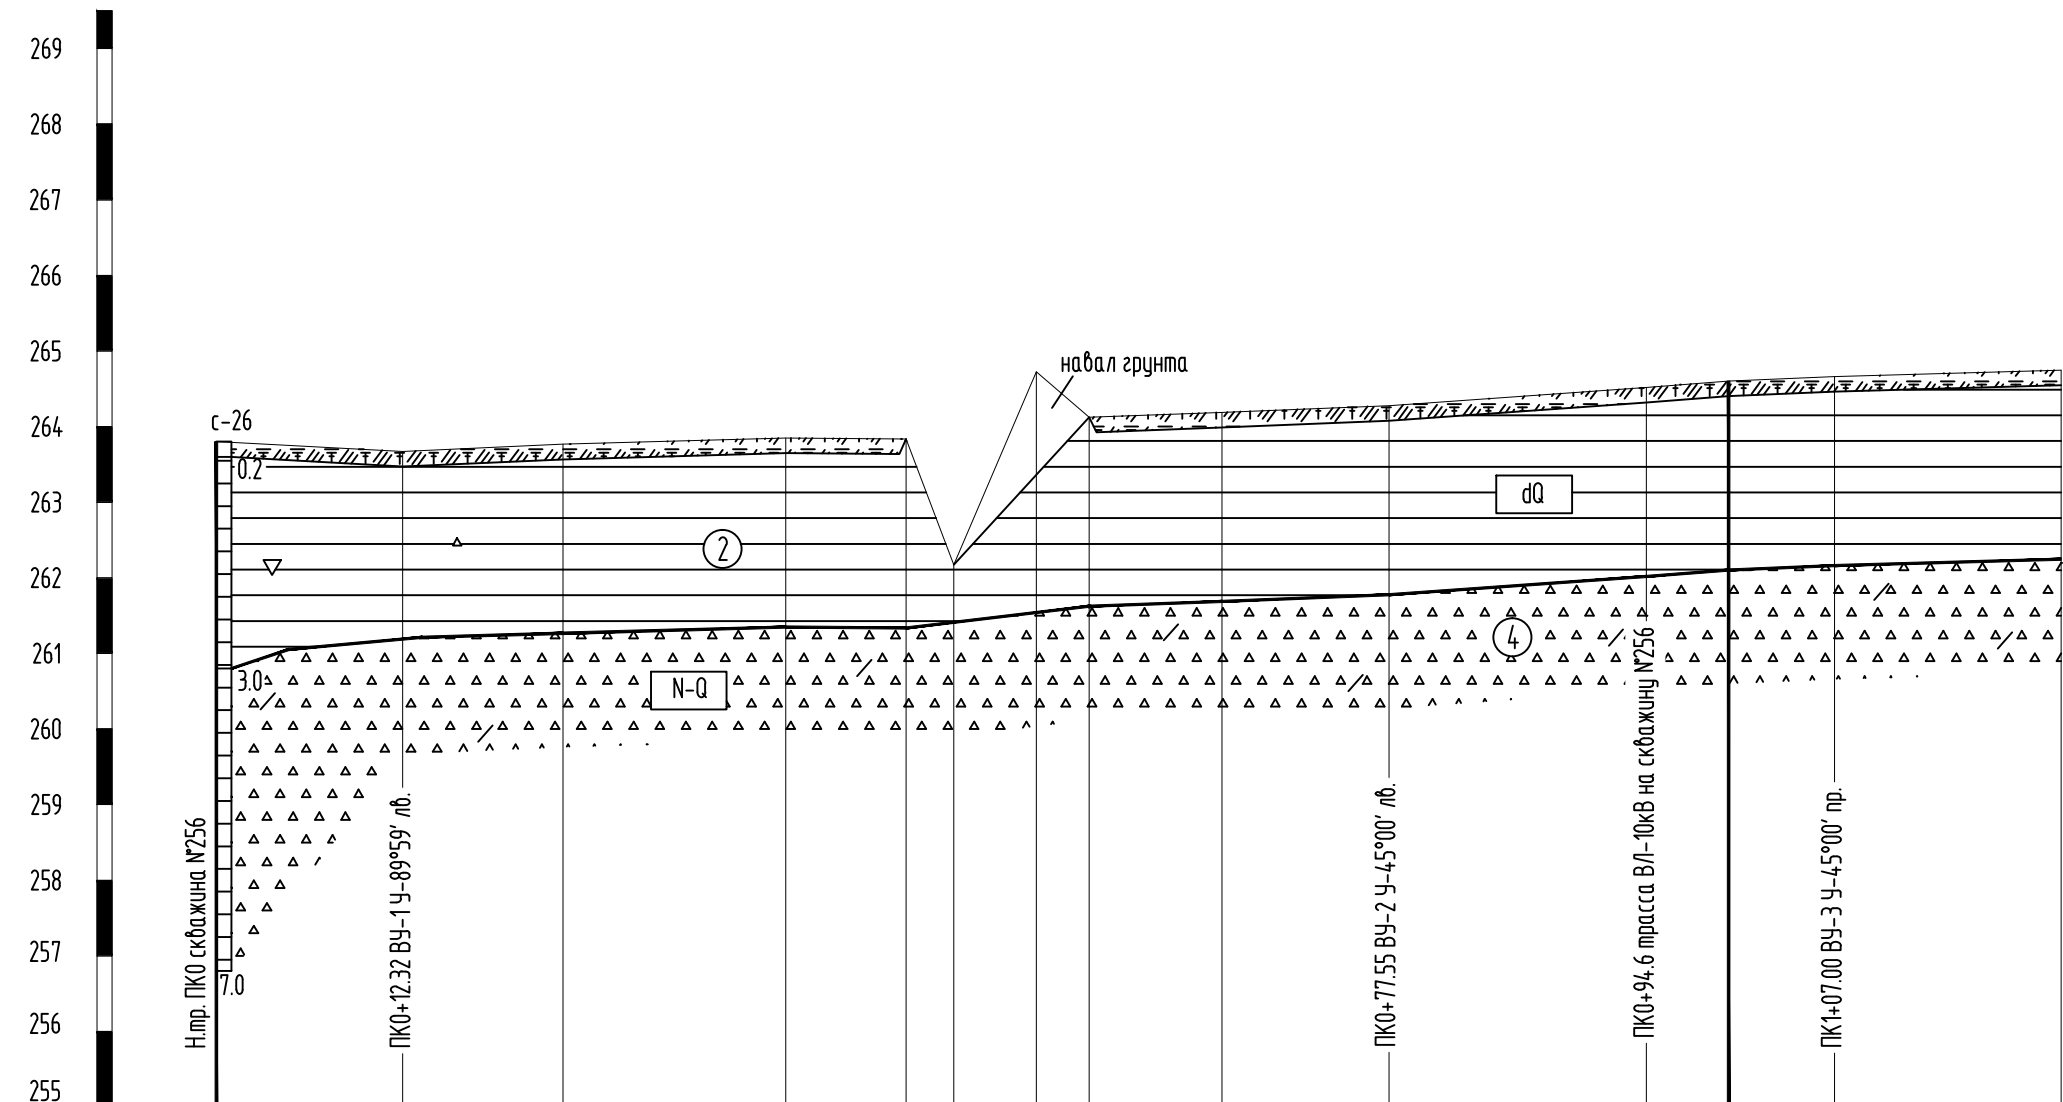 269
268
267
266
265
264
263
262
261
260
259
258
257
256
255
с-26
0.2
3.0
7.0
Н.тр. ПК0 скважина №256
ПК0+12.32 ВУ-1 У-89°59' лв.
2
N-Q
навал грунта
dQ
4
ПК0+77.55 ВУ-2 У-45°00' лв.
ПК0+94.6 трасса ВЛ-10кВ на скважину №256
ПК1+07.00 ВУ-3 У-45°00' пр.